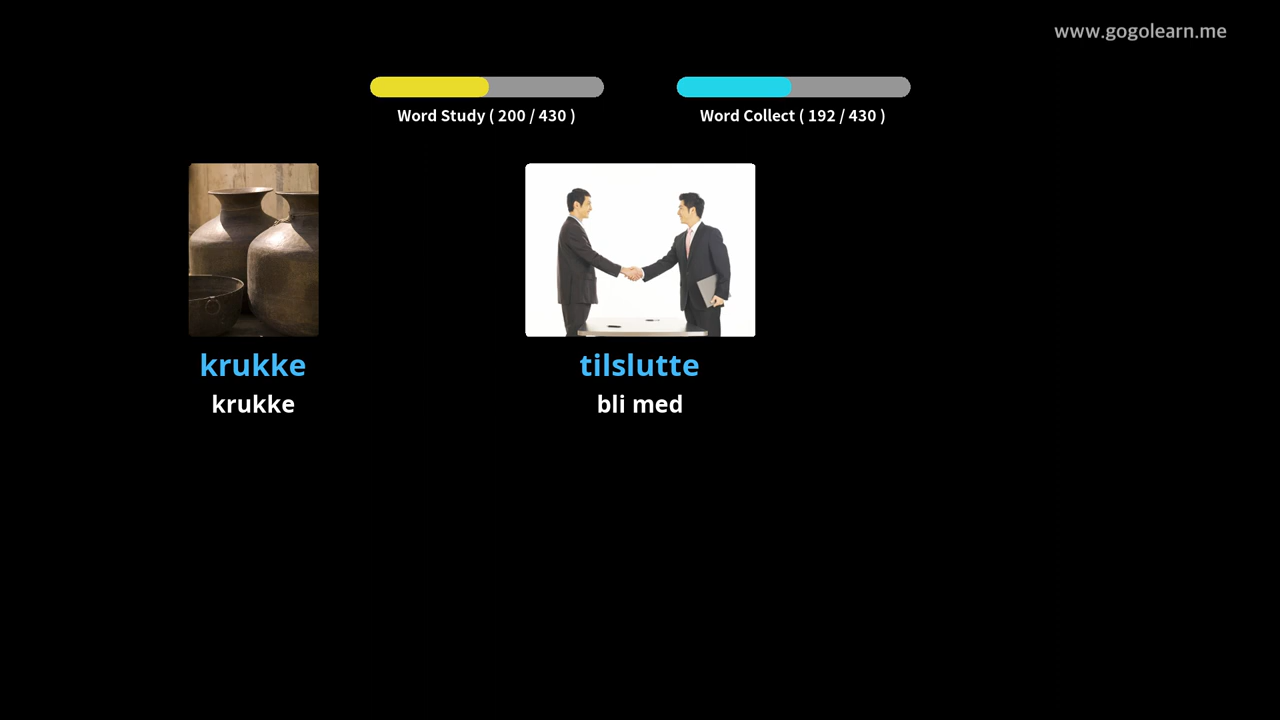 www.gogolearn.me
Word Study ( 200 / 430 )
Word Collect ( 192 / 430 )
krukke
krukke
tilslutte
bli med